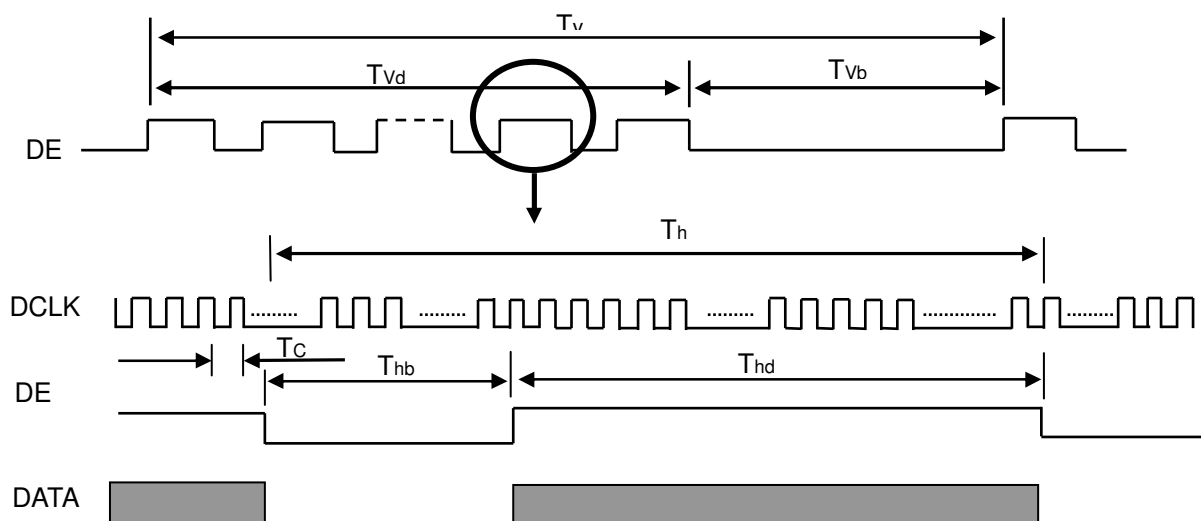 Tv
TVd
TVb
DE
Th
DCLK
TC
Thb
Thd
DE
DATA